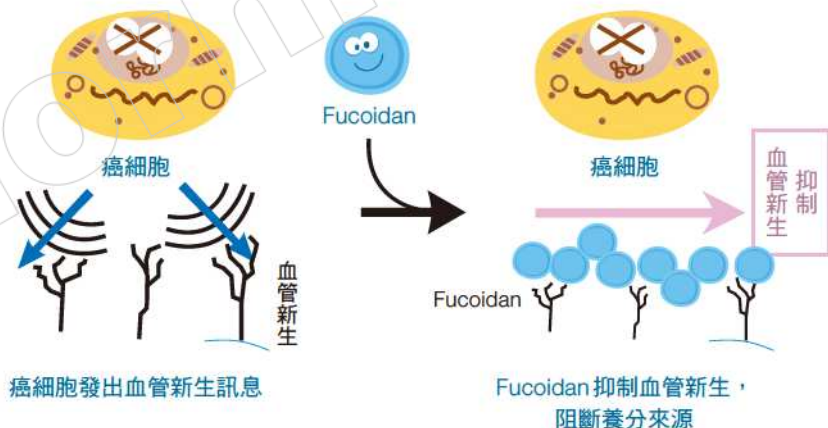 癌細胞
血管新生
癌細胞發出血管新生訊息
Fucoidan
癌細胞
抑制
血管新生
Fucoidan
Fucoidan 抑制血管新生，
阻斷養分來源